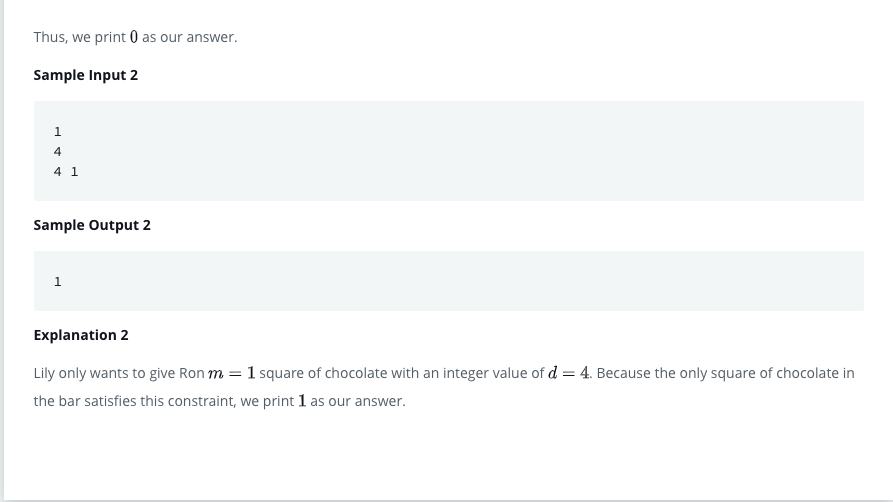 Thus, we print 0 as our answer.
Sample Input 2
1
4
4 1
Sample Output 2
1
Explanation 2
Lily only wants to give Ron m = 1 square of chocolate with an integer value of d = 4. Because the only square of chocolate in
the bar satisfies this constraint, we print 1 as our answer.